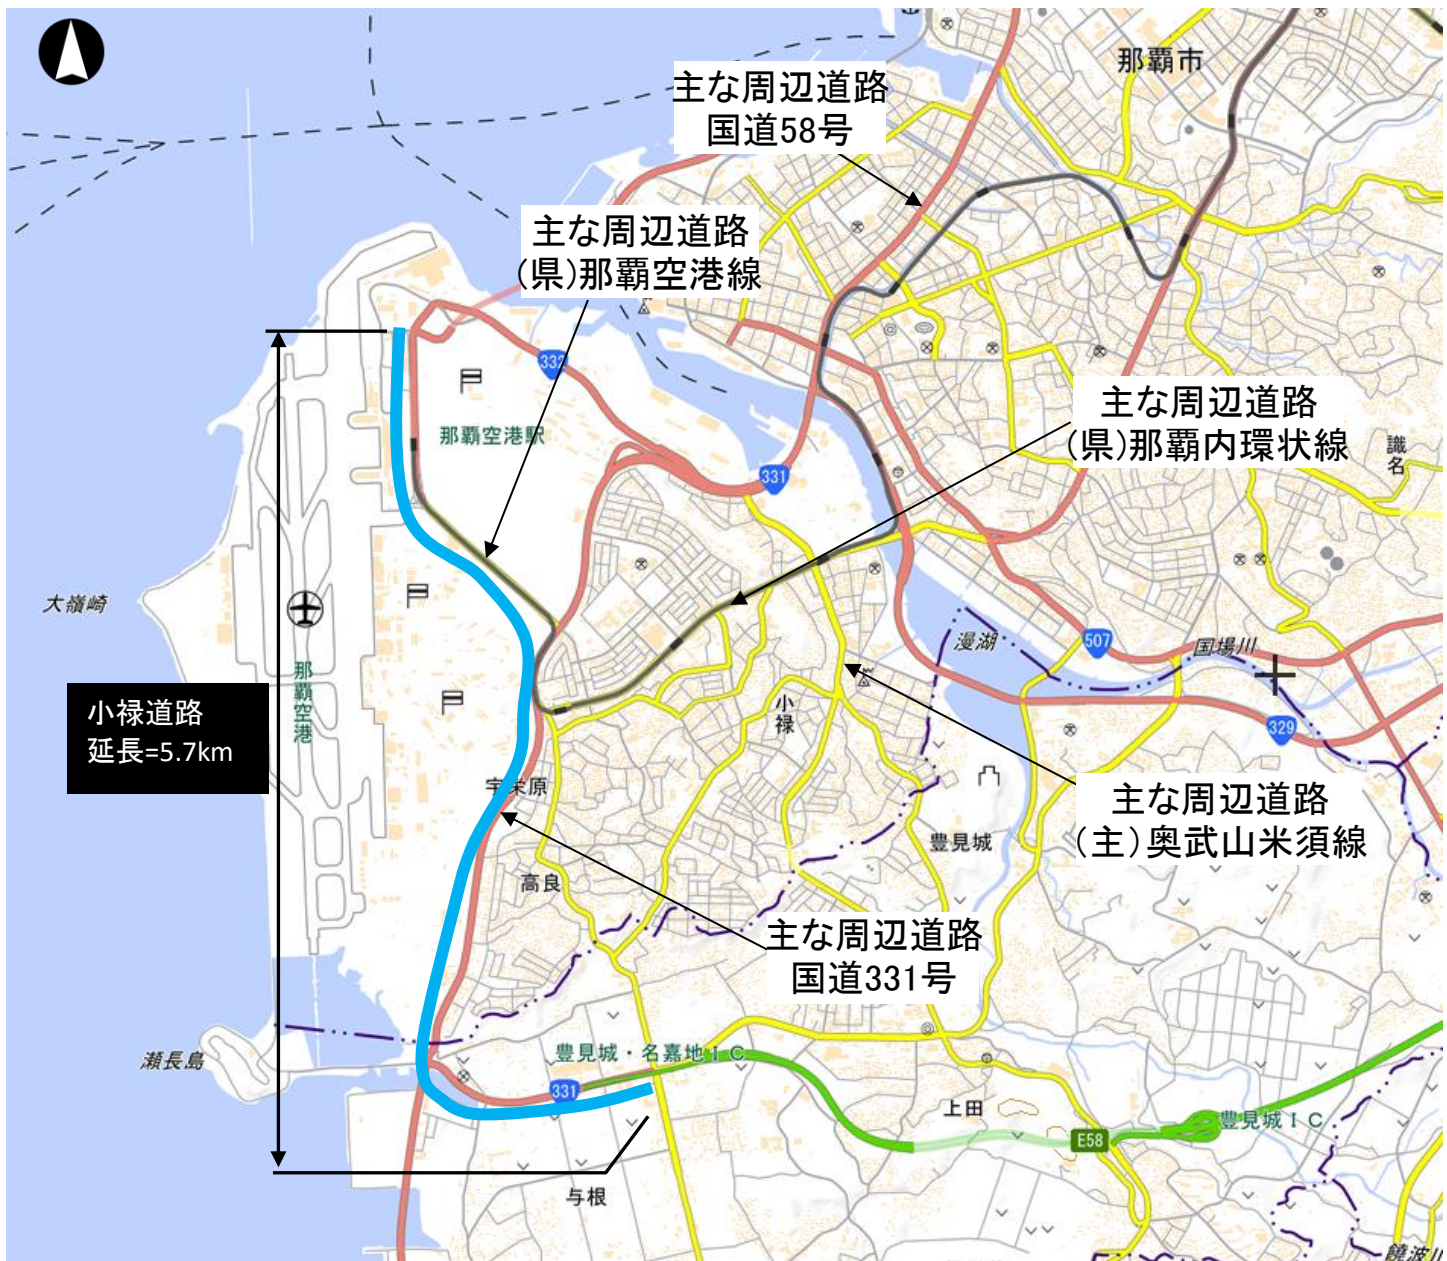 那覇市
主な周辺道路
国道58号
主な周辺道路
(県)那覇空港線
332
那覇空港駅
主な周辺道路
(県)那覇内環状線
識名
331
大嶺崎
那覇空港
漫湖
507
国場川
小禄道路
延長=5.7km
小禄
329
宇栄原
主な周辺道路
(主)奥武山米須線
豊見城
高良
主な周辺道路
国道331号
瀬長島
豊見城・名嘉地IC
331
上田
豊見城IC
E58
与根
饒波川